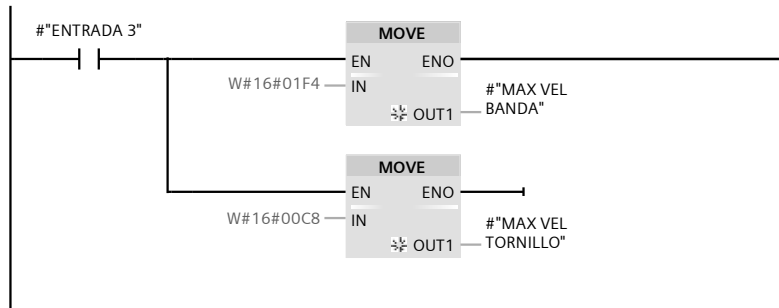 #"ENTRADA 3"
MOVE
EN ENO
W#16#01F4 IN
#"MAX VEL
BANDA"
OUT1
MOVE
EN ENO
W#16#00C8 IN
#"MAX VEL
TORNILLO"
OUT1